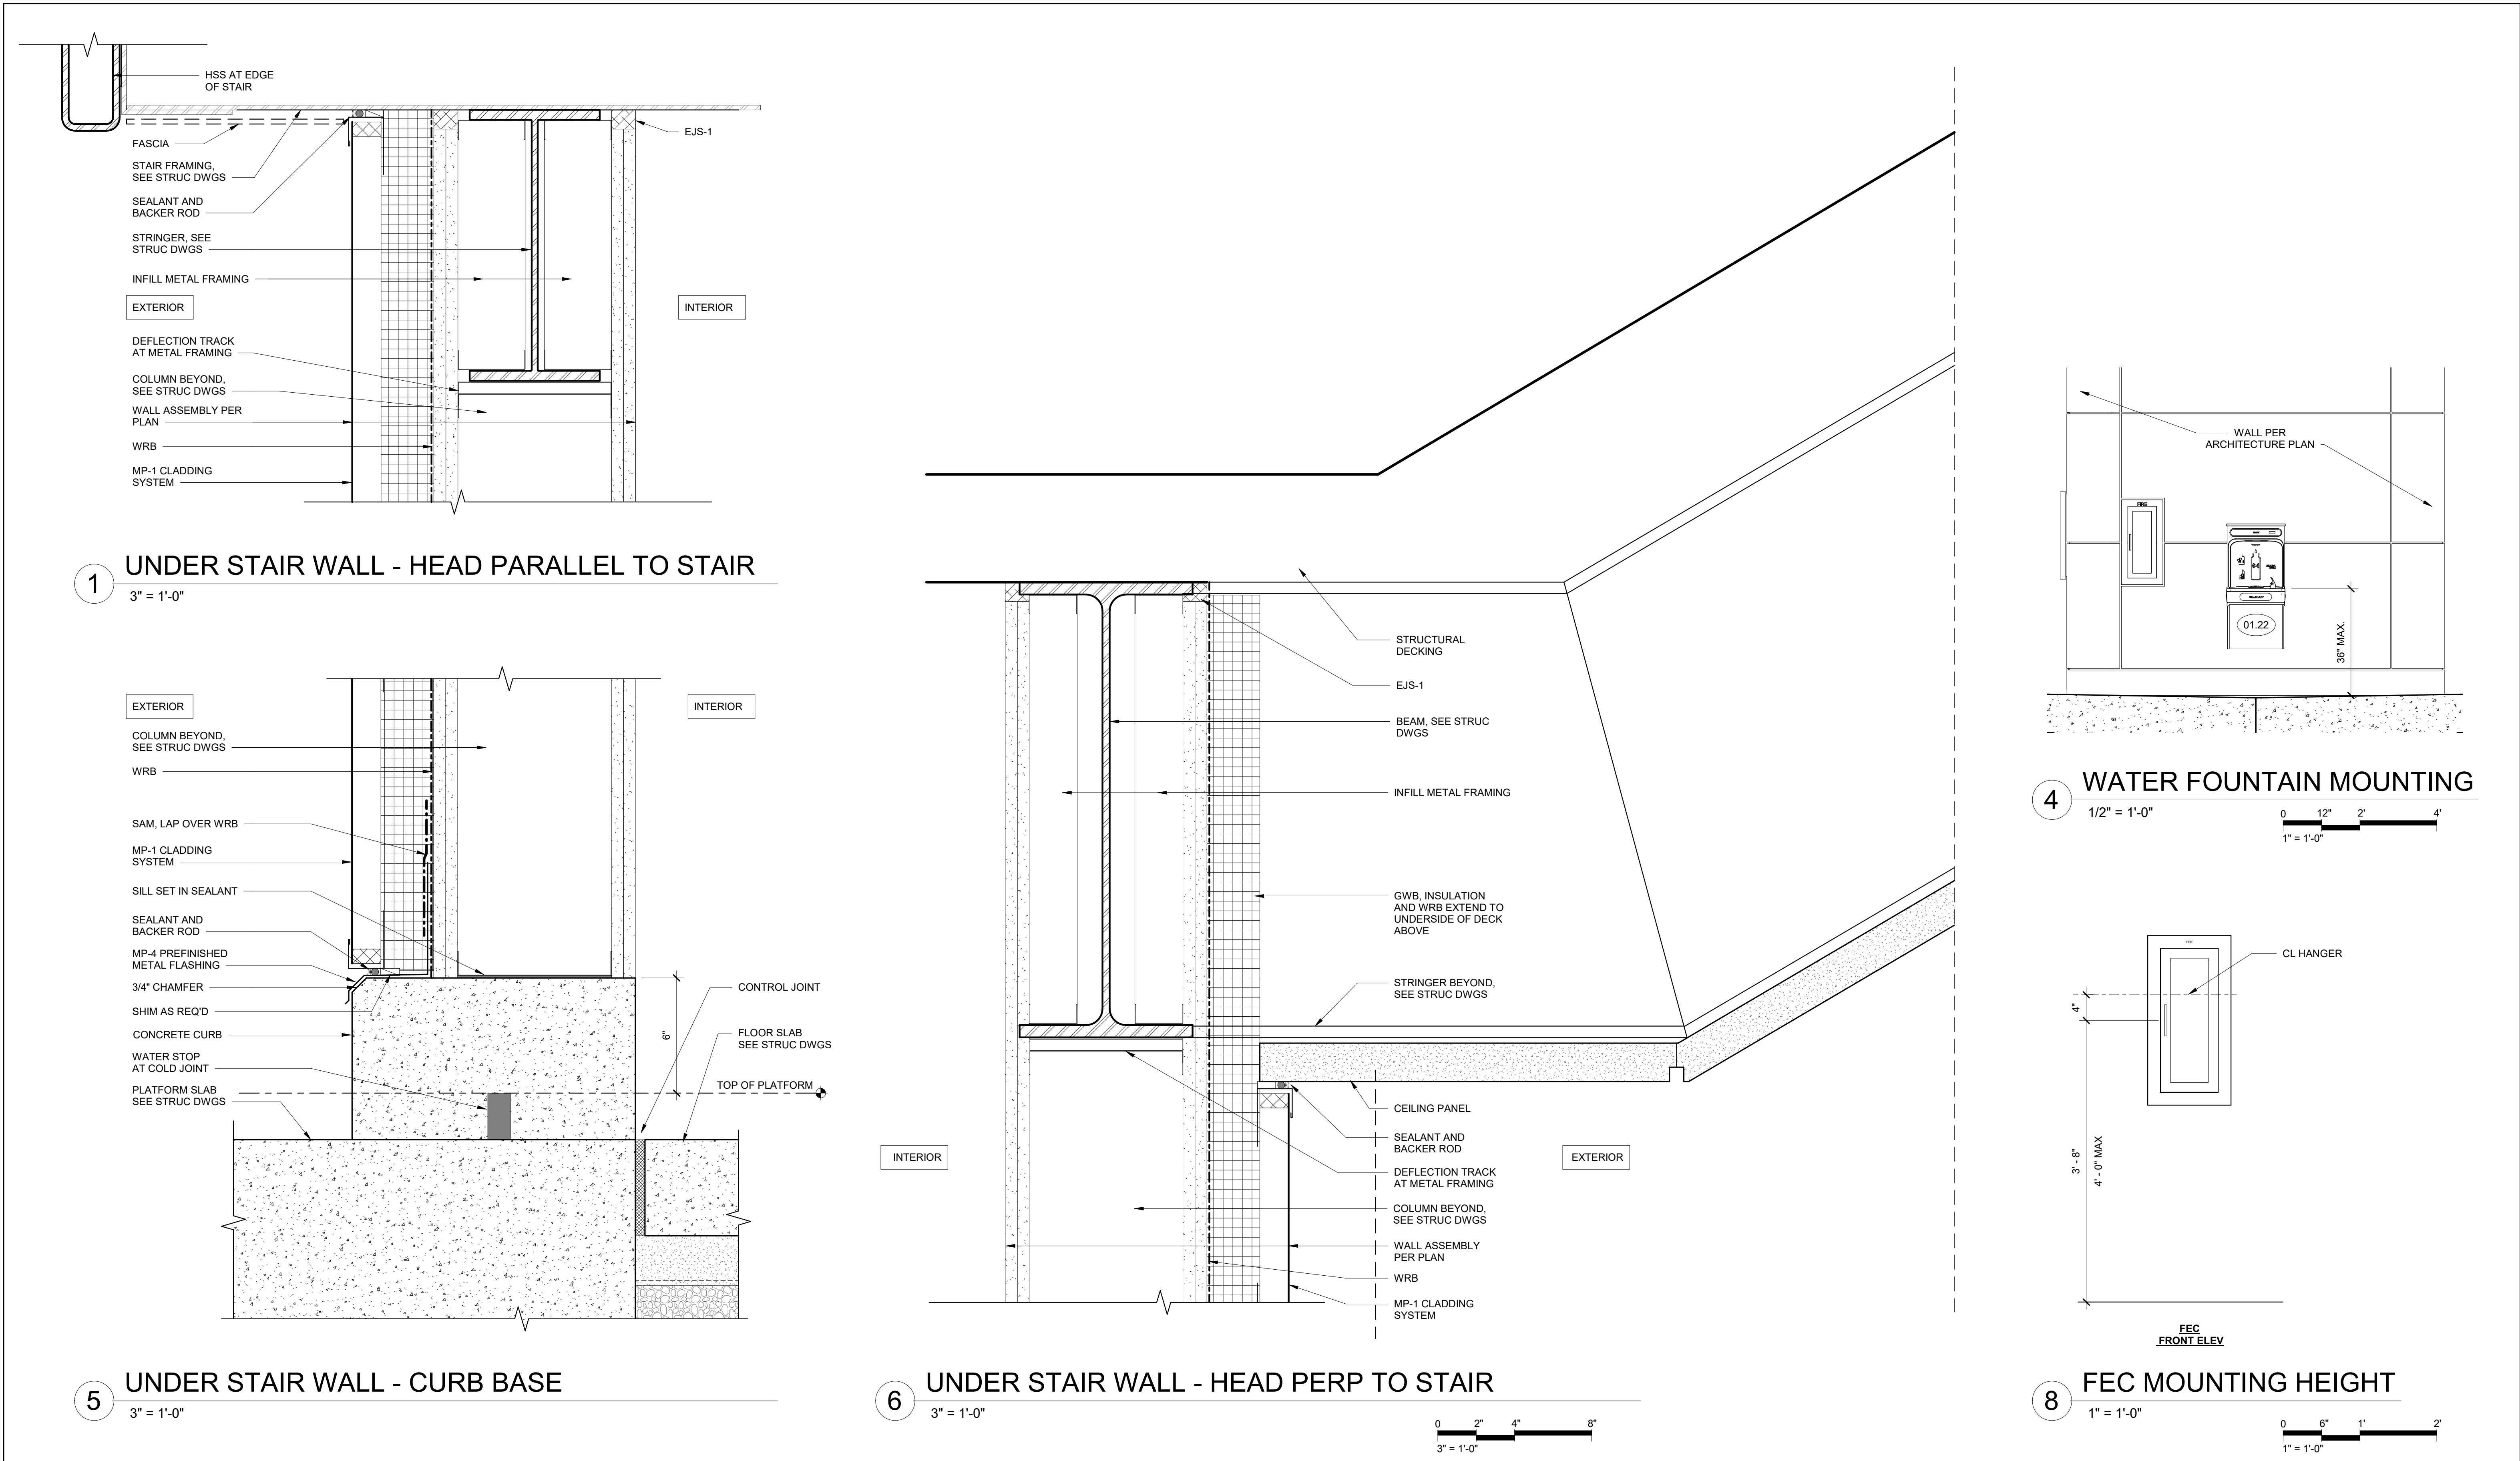 HSS AT EDGE
OF STAIR
EJS-1
FASCIA
STAIR FRAMING,
SEE STRUC DWGS
SEALANT AND
BACKER ROD
STRINGER, SEE
STRUC DWGS
INFILL METAL FRAMING
EXTERIOR
INTERIOR
DEFLECTION TRACK
AT METAL FRAMING
COLUMN BEYOND,
SEE STRUC DWGS
WALL ASSEMBLY PER
PLAN
WRB
MP-1 CLADDING
SYSTEM
1
UNDER STAIR WALL - HEAD PARALLEL TO STAIR
3" = 1'-0"
EXTERIOR
INTERIOR
COLUMN BEYOND,
SEE STRUC DWGS
WRB
SAM, LAP OVER WRB
MP-1 CLADDING
SYSTEM
SILL SET IN SEALANT
SEALANT AND
BACKER ROD
MP-4 PREFINISHED
METAL FLASHING
3/4" CHAMFER
SHIM AS REQ'D
CONCRETE CURB
WATER STOP
AT COLD JOINT
PLATFORM SLAB
SEE STRUC DWGS
CONTROL JOINT
FLOOR SLAB
SEE STRUC DWGS
6"
TOP OF PLATFORM
5
UNDER STAIR WALL - CURB BASE
3" = 1'-0"
STRUCTURAL
DECKING
EJS-1
BEAM, SEE STRUC
DWGS
INFILL METAL FRAMING
GWB, INSULATION
AND WRB EXTEND TO
UNDERSIDE OF DECK
ABOVE
STRINGER BEYOND,
SEE STRUC DWGS
CEILING PANEL
SEALANT AND
BACKER ROD
INTERIOR
EXTERIOR
DEFLECTION TRACK
AT METAL FRAMING
COLUMN BEYOND,
SEE STRUC DWGS
WALL ASSEMBLY
PER PLAN
WRB
MP-1 CLADDING
SYSTEM
6
UNDER STAIR WALL - HEAD PERP TO STAIR
3" = 1'-0"
0 2" 4" 8"
3" = 1'-0"
WALL PER
ARCHITECTURE PLAN
FIRE
ELKAY
01.22
36" MAX.
4
WATER FOUNTAIN MOUNTING
1/2" = 1'-0"
0 12" 2' 4'
1" = 1'-0"
FIRE
CL HANGER
4"
3' - 8"
4' - 0" MAX
FEC
FRONT ELEV
8
FEC MOUNTING HEIGHT
1" = 1'-0"
0 6" 1' 2'
1" = 1'-0"